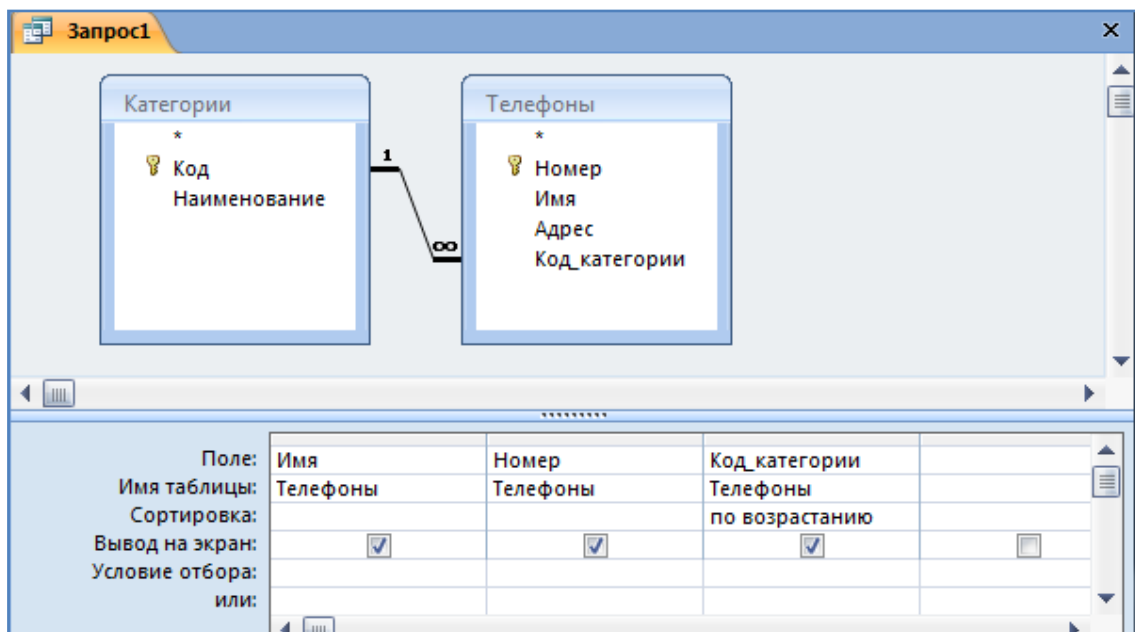 Запрос1
Категории
*
Код
Наименование
1
∞
Телефоны
*
Номер
Имя
Адрес
Код_категории
Поле: Имя Номер Код_категории
Имя таблицы: Телефоны Телефоны Телефоны
Сортировка: по возрастанию
Вывод на экран:
Условие отбора:
или: